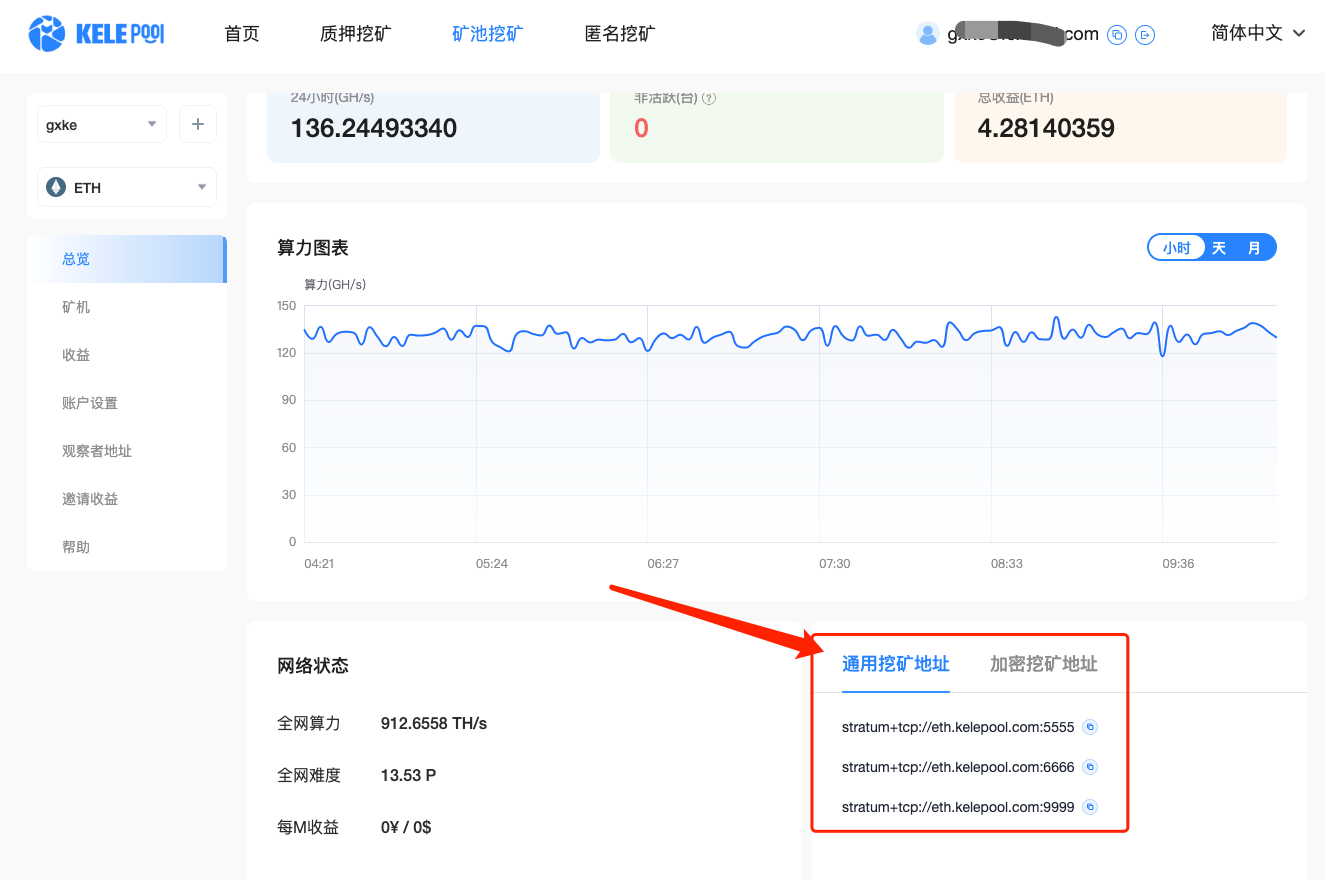 KELE POOL
首页
质押挖矿
矿池挖矿
匿名挖矿
com
简体中文
gxke
ETH
总览
矿机
收益
账户设置
观察者地址
邀请收益
帮助
24小时(GH/s)
136.24493340
非活跃(台)
0
总收益(ETH)
4.28140359
算力图表
小时
天
月
算力(GH/s)
150
120
90
60
30
0
04:21
05:24
06:27
07:30
08:33
09:36
网络状态
全网算力 912.6558 TH/s
全网难度 13.53 P
每M收益 0¥ / 0$
通用挖矿地址
加密挖矿地址
stratum+tcp://eth.kelepool.com:5555
stratum+tcp://eth.kelepool.com:6666
stratum+tcp://eth.kelepool.com:9999